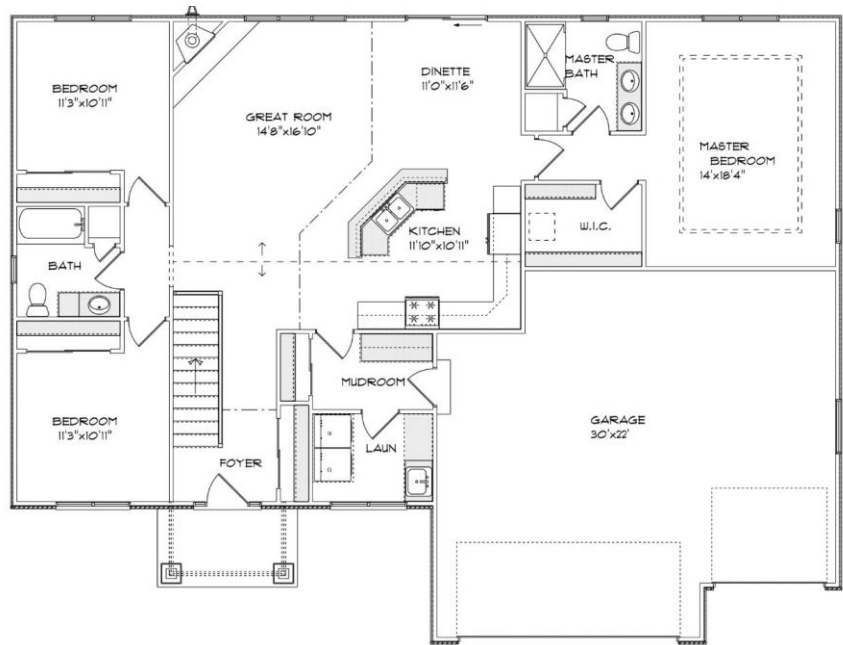 BEDROOM
11'3"x10'11"
GREAT ROOM
14'8"x16'10"
DINETTE
11'0"x11'6"
MASTER
BATH
MASTER
BEDROOM
14'x18'4"
KITCHEN
11'10"x10'11"
W.I.C.
BATH
BEDROOM
11'3"x10'11"
FOYER
MUDROOM
LAUN
GARAGE
30'x22'